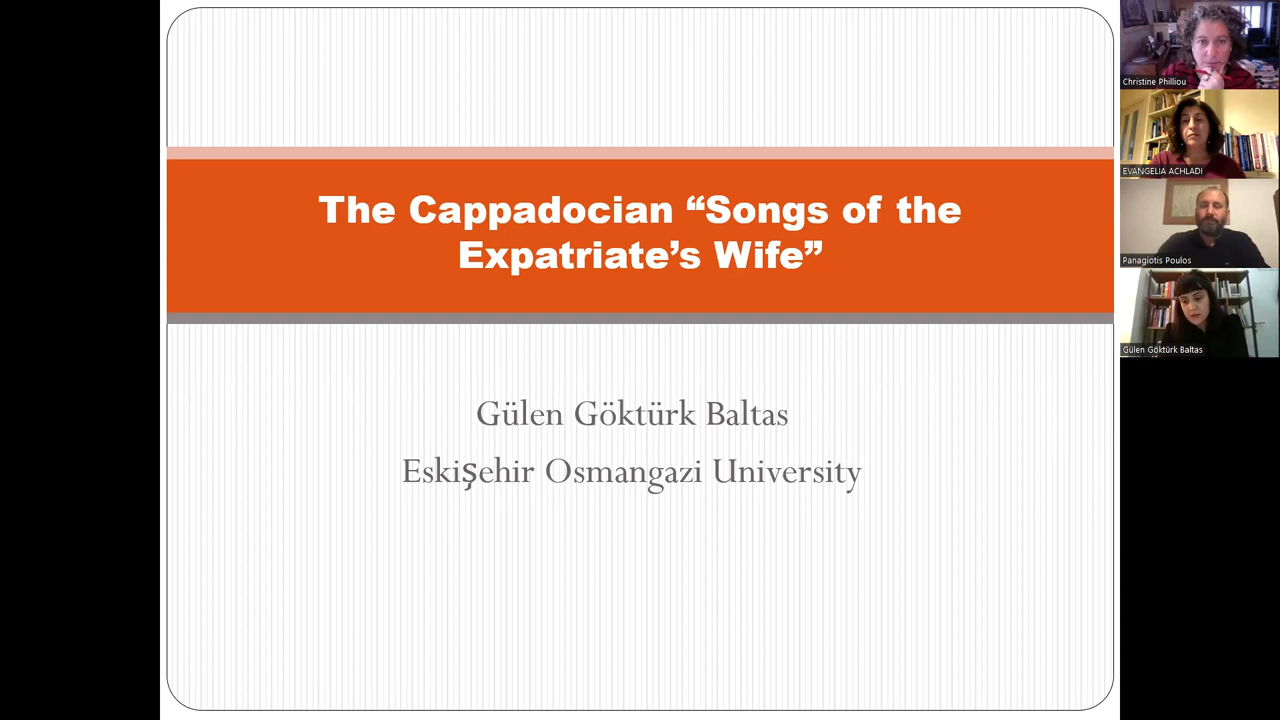 The Cappadocian “Songs of the
Expatriate’s Wife”
Gülen Göktürk Baltas
Eskişehir Osmangazi University
Christine Philliou
EVANGELIA ACHLADI
Panagiotis Poulos
Gülen Göktürk Baltas